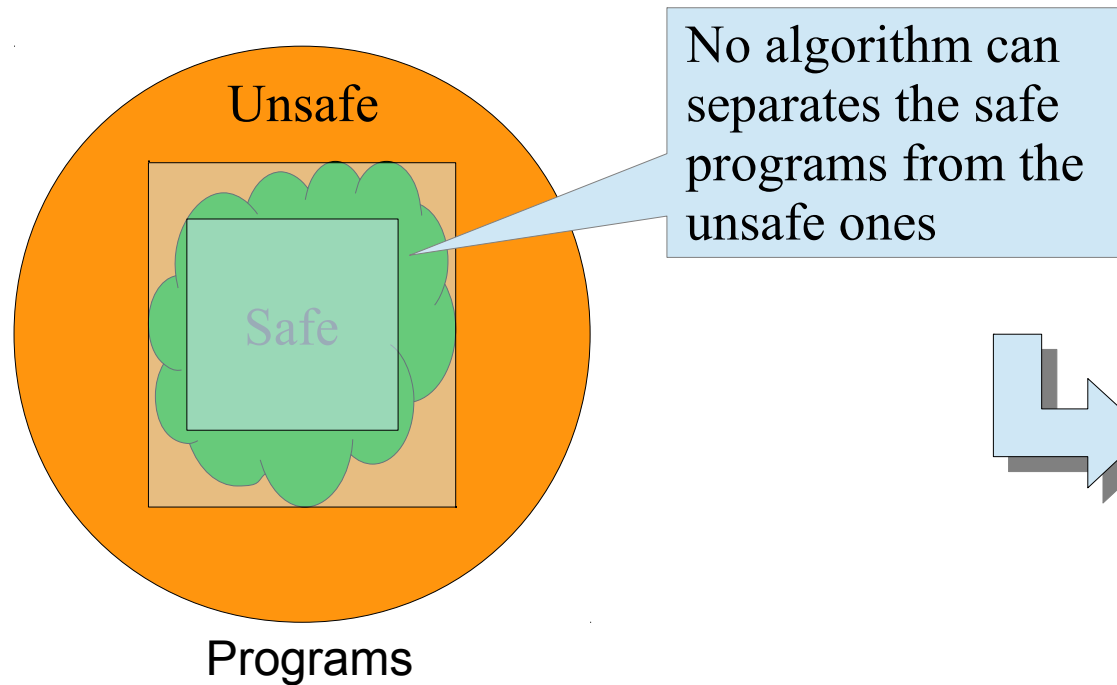 Unsafe
No algorithm can
separates the safe
programs from the
unsafe ones
Safe
Programs